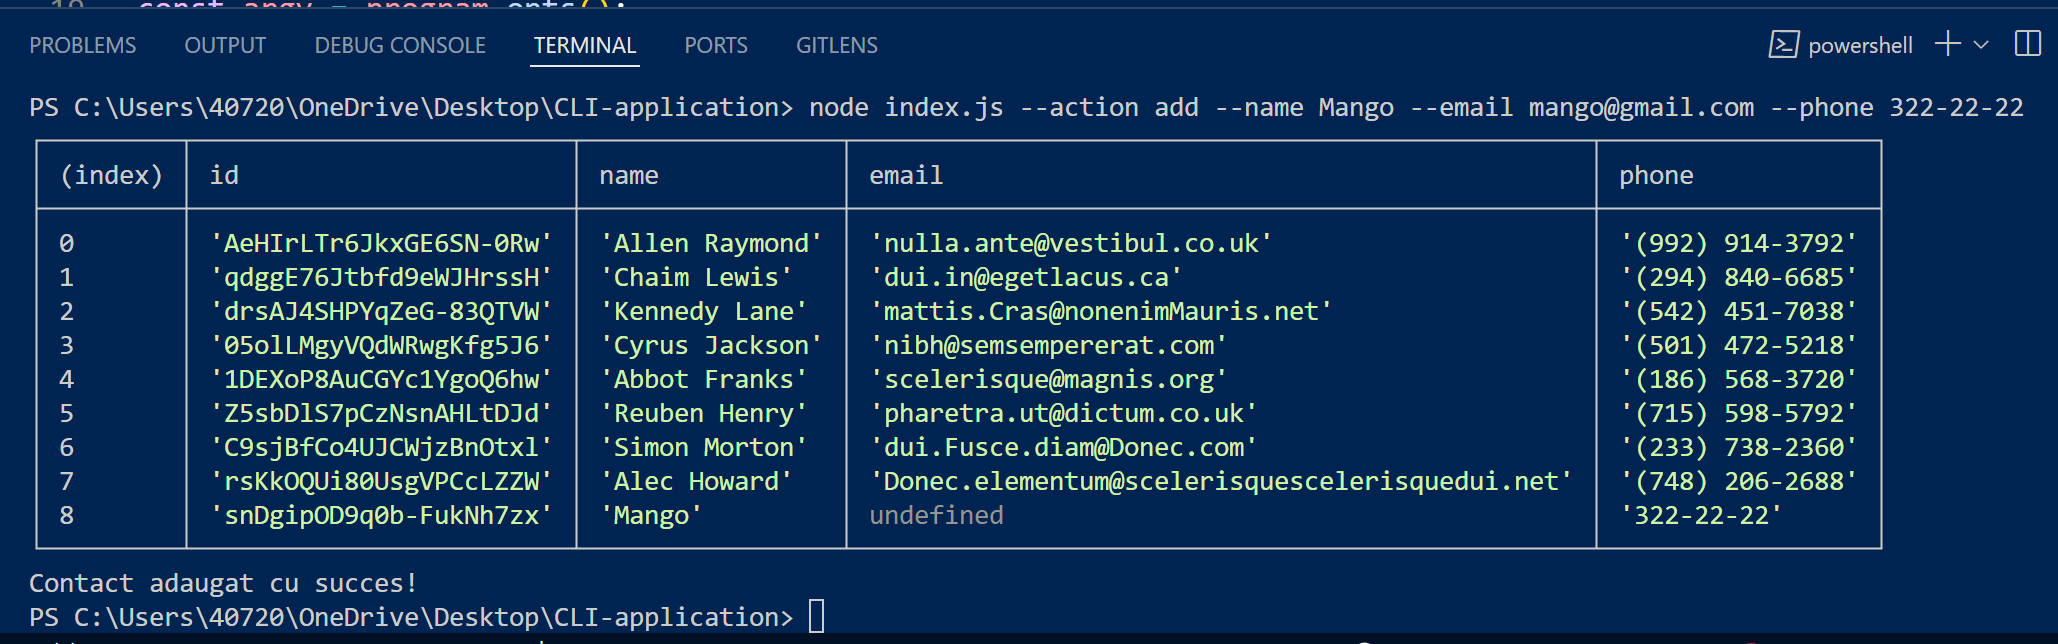 19 const argv = program.opts();
PROBLEMS OUTPUT DEBUG CONSOLE TERMINAL PORTS GITLENS powershell
PS C:\Users\40720\OneDrive\Desktop\CLI-application> node index.js --action add --name Mango --email mango@gmail.com --phone 322-22-22
(index) id name email phone
0 'AeHIrLTr6JkxGE6SN-0Rw' 'Allen Raymond' 'nulla.ante@vestibul.co.uk' '(992) 914-3792'
1 'qdggE76Jtbfd9eWJHrssH' 'Chaim Lewis' 'dui.in@egetlacus.ca' '(294) 840-6685'
2 'drsAJ4SHPYqZeG-83QTVW' 'Kennedy Lane' 'mattis.Cras@nonenimMauris.net' '(542) 451-7038'
3 '05olLMgyVQdWRwgKfg5J6' 'Cyrus Jackson' 'nibh@semsempererat.com' '(501) 472-5218'
4 '1DEXoP8AuCGYc1YgoQ6hw' 'Abbot Franks' 'scelerisque@magnis.org' '(186) 568-3720'
5 'Z5sbDlS7pCzNsnAHLtDJd' 'Reuben Henry' 'pharetra.ut@dictum.co.uk' '(715) 598-5792'
6 'C9sjBfCo4UJCWjzBnOtxl' 'Simon Morton' 'dui.Fusce.diam@Donec.com' '(233) 738-2360'
7 'rsKkOQUi80UsgVPCcLZZW' 'Alec Howard' 'Donec.elementum@scelerisquescelerisquedui.net' '(748) 206-2688'
8 'snDgipOD9q0b-FukNh7zx' 'Mango' undefined '322-22-22'
Contact adaugat cu succes!
PS C:\Users\40720\OneDrive\Desktop\CLI-application>